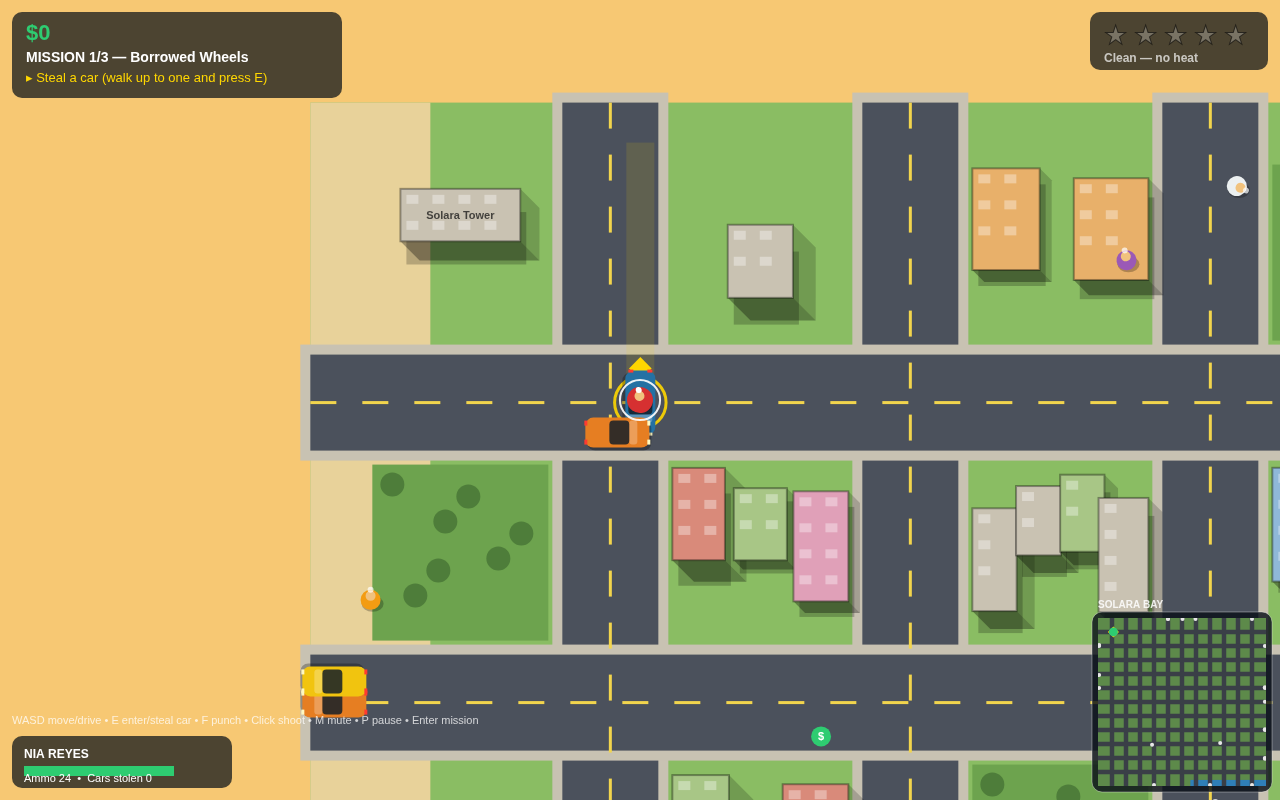 $0
MISSION 1/3 — Borrowed Wheels
▸ Steal a car (walk up to one and press E)
Clean — no heat
Solara Tower
SOLARA BAY
WASD move/drive • E enter/steal car • F punch • Click shoot • M mute • P pause • Enter mission
$
NIA REYES
Ammo 24 • Cars stolen 0